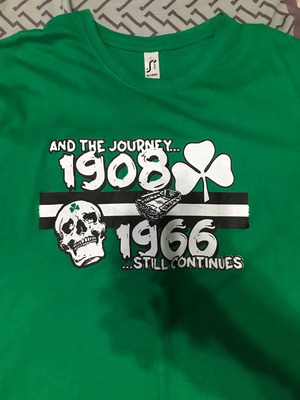 AND THE JOURNEY...
1908
1966
...STILL CONTINUES